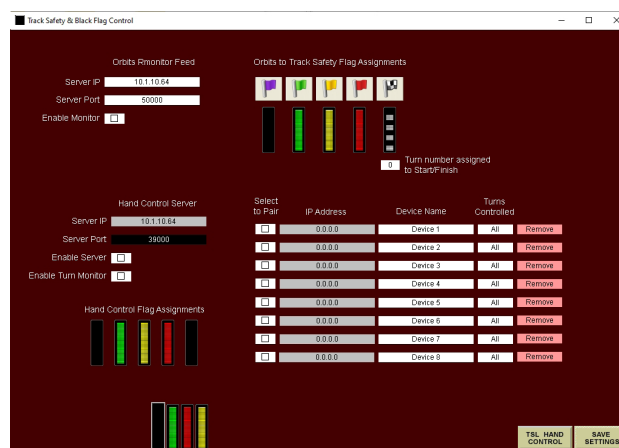 Track Safety & Black Flag Control
Orbits Rmonitor Feed
Server IP 10.1.10.64
Server Port 50000
Enable Monitor
Orbits to Track Safety Flag Assignments
0 Turn number assigned
to Start/Finish
Hand Control Server
Server IP 10.1.10.64
Server Port 39000
Enable Server
Enable Turn Monitor
Hand Control Flag Assignments
Select
to Pair IP Address Device Name Turns
Controlled
0.0.0.0 Device 1 All Remove
0.0.0.0 Device 2 All Remove
0.0.0.0 Device 3 All Remove
0.0.0.0 Device 4 All Remove
0.0.0.0 Device 5 All Remove
0.0.0.0 Device 6 All Remove
0.0.0.0 Device 7 All Remove
0.0.0.0 Device 8 All Remove
TSL HAND
CONTROL
SAVE
SETTINGS